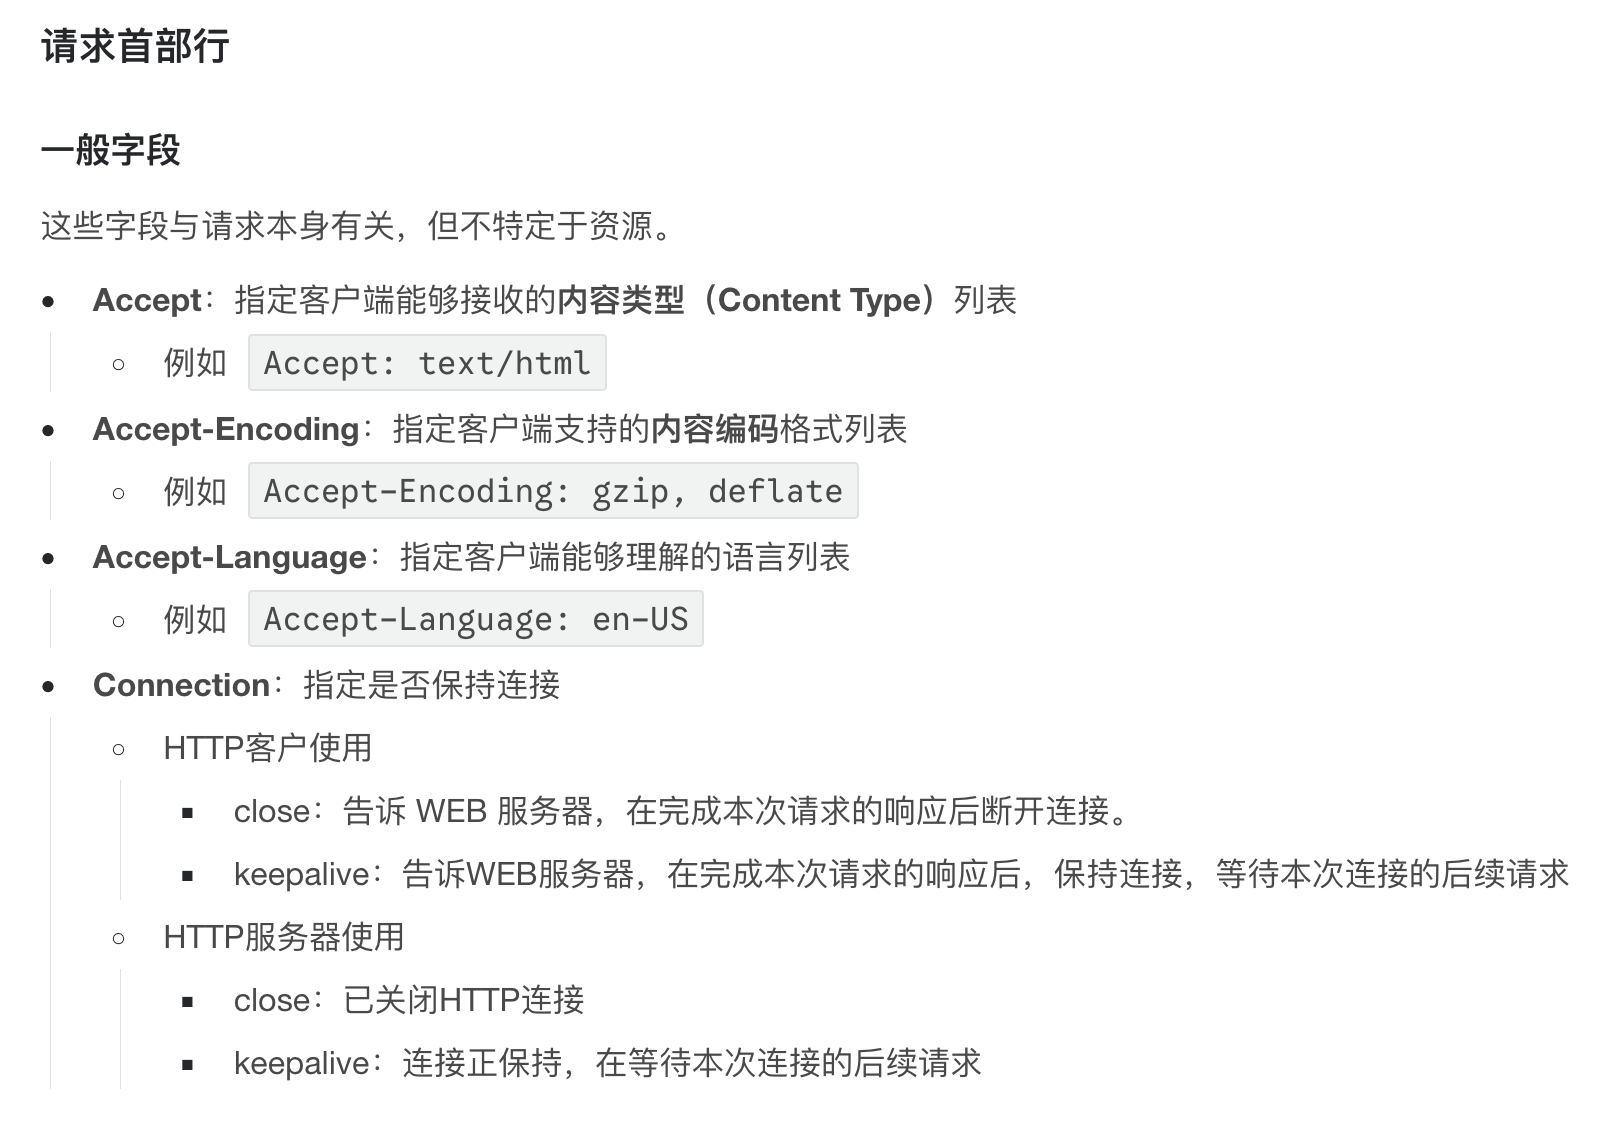 请求首部行
一般字段
这些字段与请求本身有关，但不特定于资源。
Accept：指定客户端能够接收的内容类型（Content Type）列表
例如 Accept: text/html
Accept-Encoding：指定客户端支持的内容编码格式列表
例如 Accept-Encoding: gzip, deflate
Accept-Language：指定客户端能够理解的语言列表
例如 Accept-Language: en-US
Connection：指定是否保持连接
HTTP客户使用
close：告诉 WEB 服务器，在完成本次请求的响应后断开连接。
keepalive：告诉WEB服务器，在完成本次请求的响应后，保持连接，等待本次连接的后续请求
HTTP服务器使用
close：已关闭HTTP连接
keepalive：连接正保持，在等待本次连接的后续请求